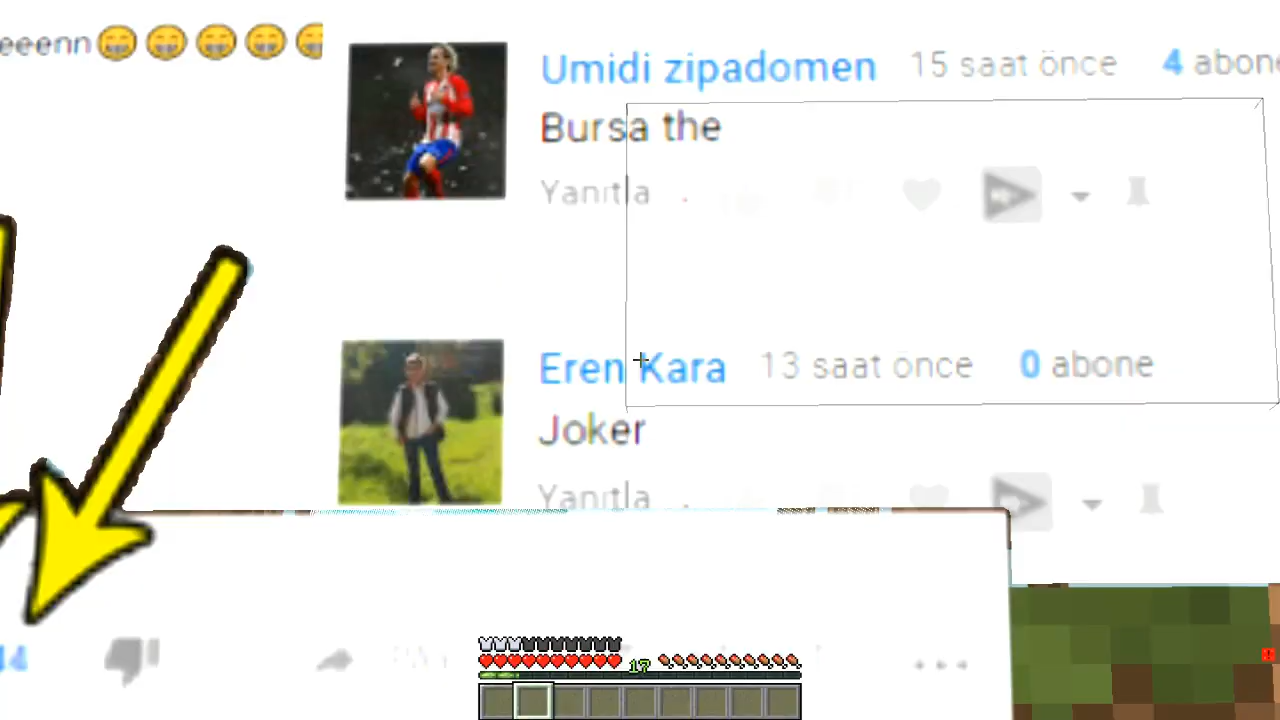 eeenn😁😁😁😁😁
Umidi zipadomen 15 saat önce 4 abone
Bursa the
Yanıtla
Eren Kara 13 saat önce 0 abone
Joker
Yanıtla
44
17